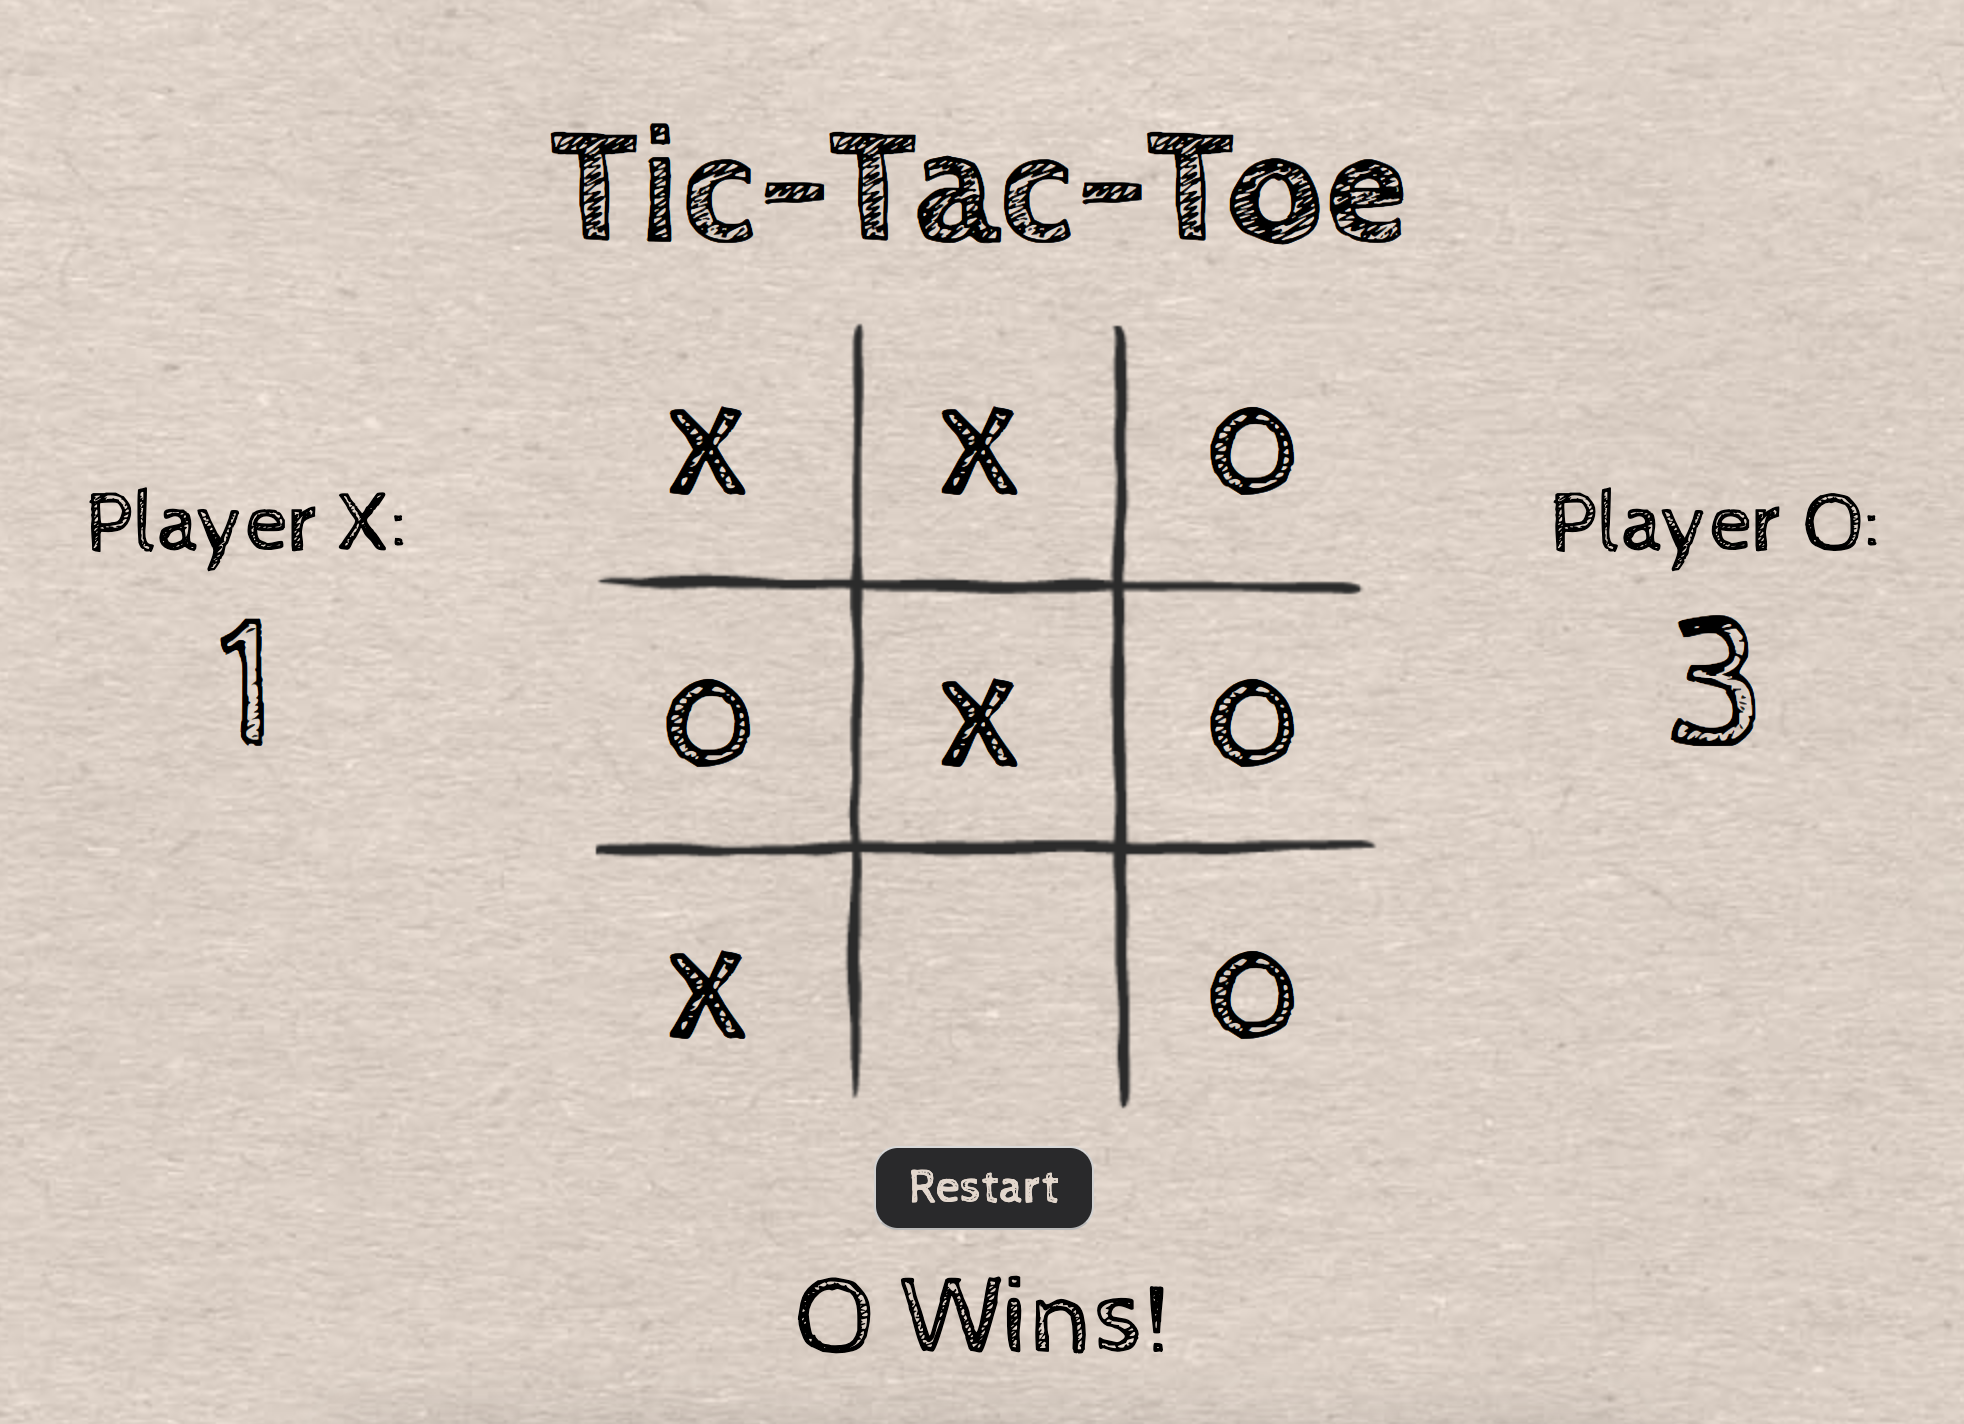 Tic-Tac-Toe
X X O
Player X:
Player O:
1
3
O X O
X O
Restart
O Wins!